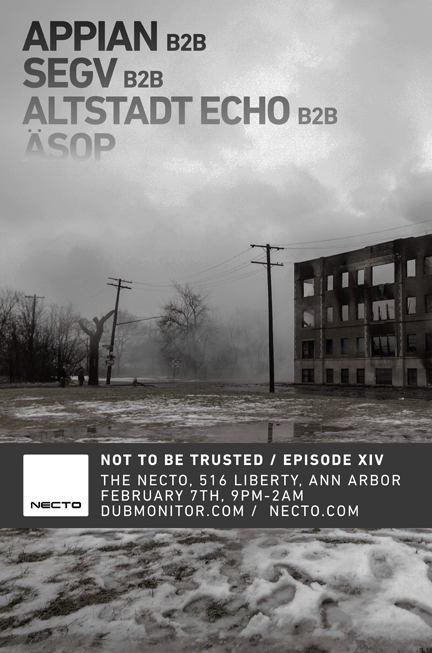 APPIAN B2B
SEGV B2B
ALTSTADT ECHO B2B
ÄSOP
NECTO
NOT TO BE TRUSTED / EPISODE XIV
THE NECTO, 516 LIBERTY, ANN ARBOR
FEBRUARY 7TH, 9PM-2AM
DUBMONITOR.COM / NECTO.COM